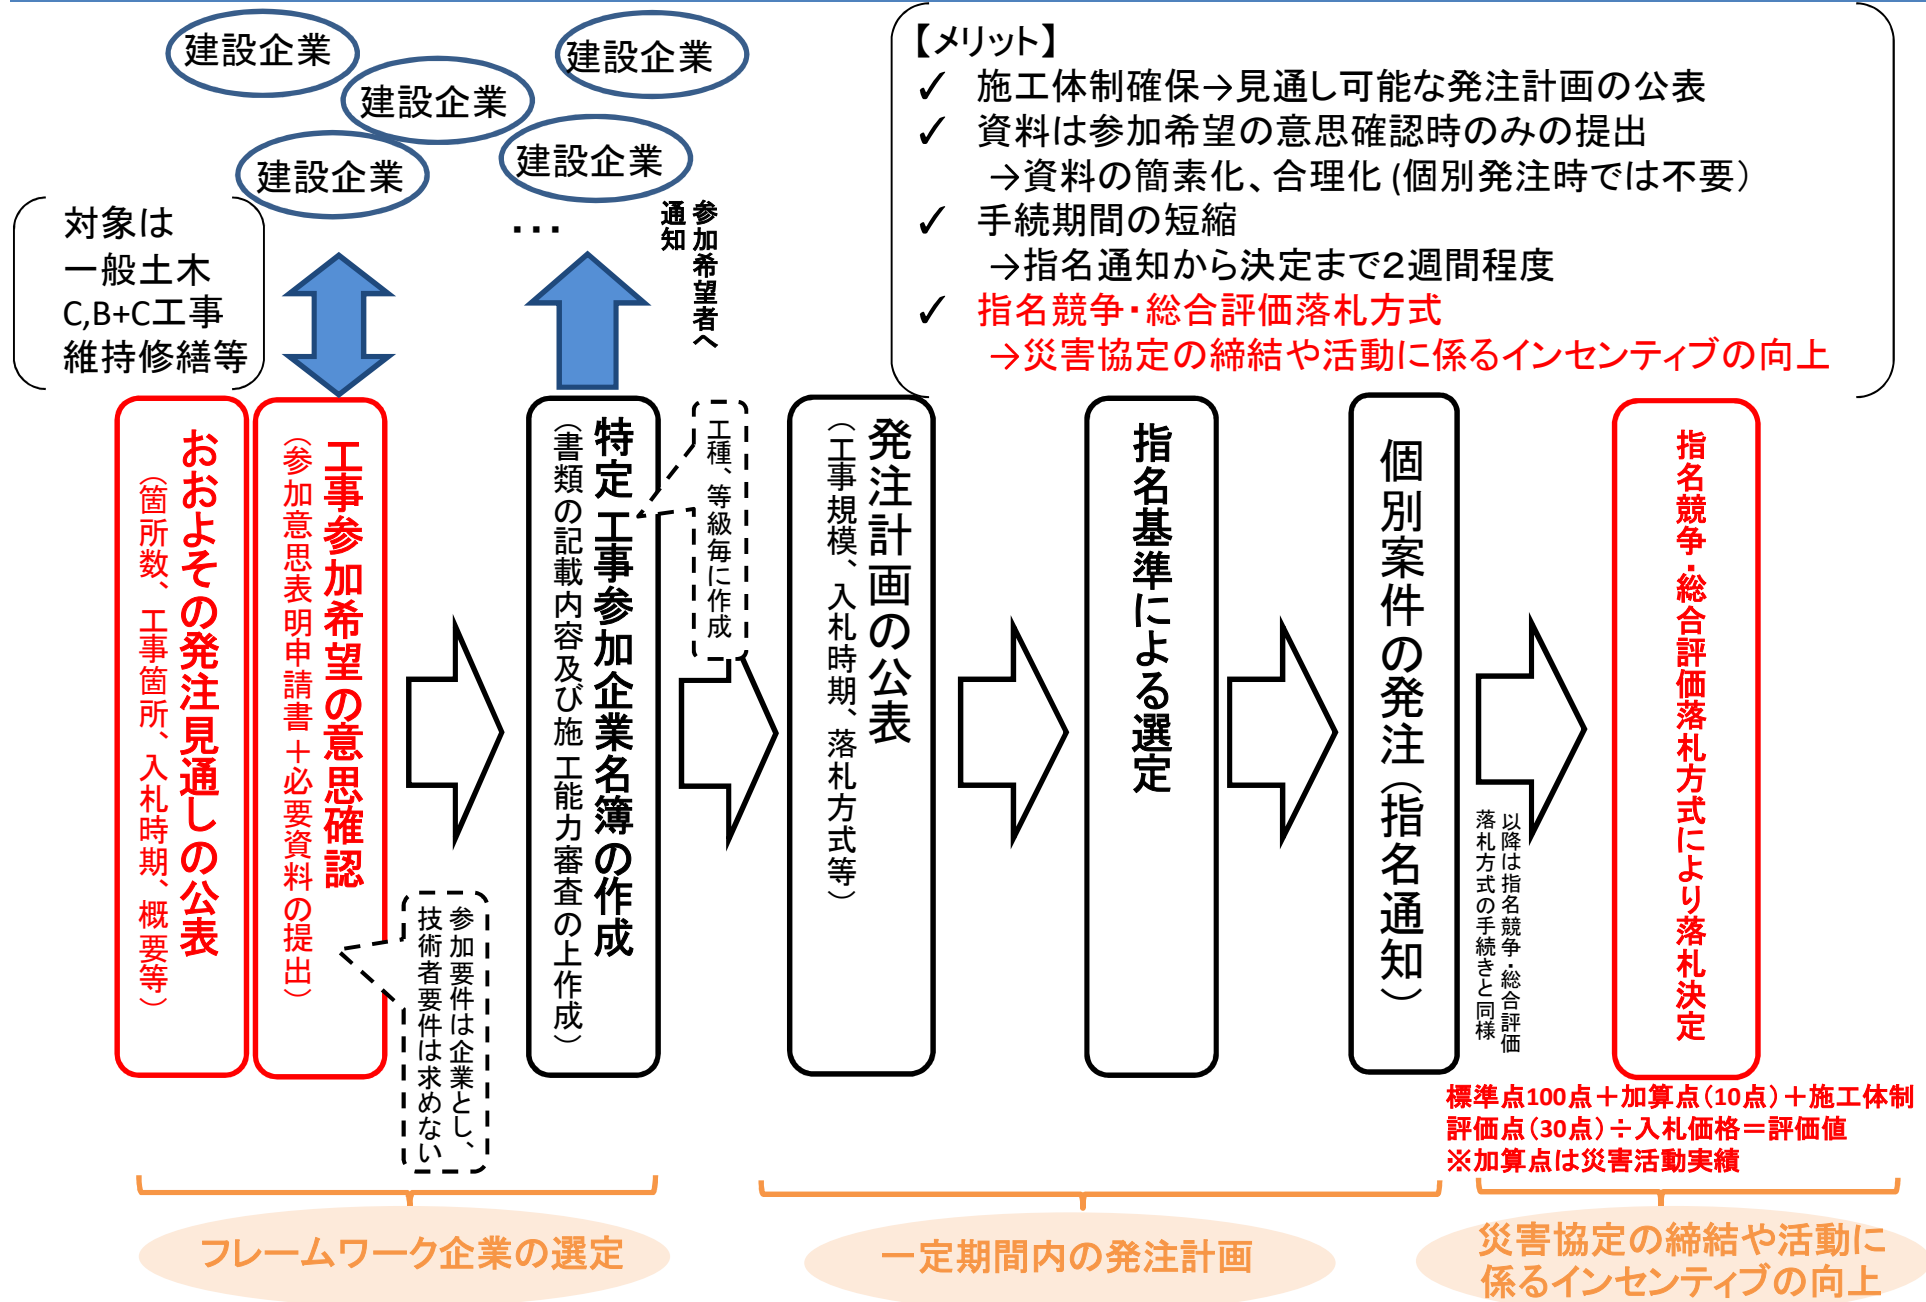 建設企業
建設企業
建設企業
建設企業
建設企業
・・・
対象は
一般土木
C,B+C工事
維持修繕等
参加希望者へ
通知
【メリット】
✓ 施工体制確保→見通し可能な発注計画の公表
✓ 資料は参加希望の意思確認時のみの提出
→資料の簡素化、合理化(個別発注時では不要)
✓ 手続期間の短縮
→指名通知から決定まで2週間程度
✓ 指名競争・総合評価落札方式
→災害協定の締結や活動に係るインセンティブの向上
おおよその発注見通しの公表
(箇所数、工事箇所、入札時期、概要等)
工事参加希望の意思確認
(参加意思表明申請書+必要資料の提出)
参加要件は企業とし、
技術者要件は求めない
特定工事参加企業名簿の作成
(書類の記載内容及び施工能力審査の上作成)
工種、等級毎に作成
発注計画の公表
(工事規模、入札時期、落札方式等)
指名基準による選定
個別案件の発注(指名通知)
以降は指名競争・総合評価
落札方式の手続きと同様
指名競争・総合評価落札方式により落札決定
標準点100点+加算点(10点)+施工体制
評価点(30点)÷入札価格=評価値
※加算点は災害活動実績
フレームワーク企業の選定
一定期間内の発注計画
災害協定の締結や活動に
係るインセンティブの向上